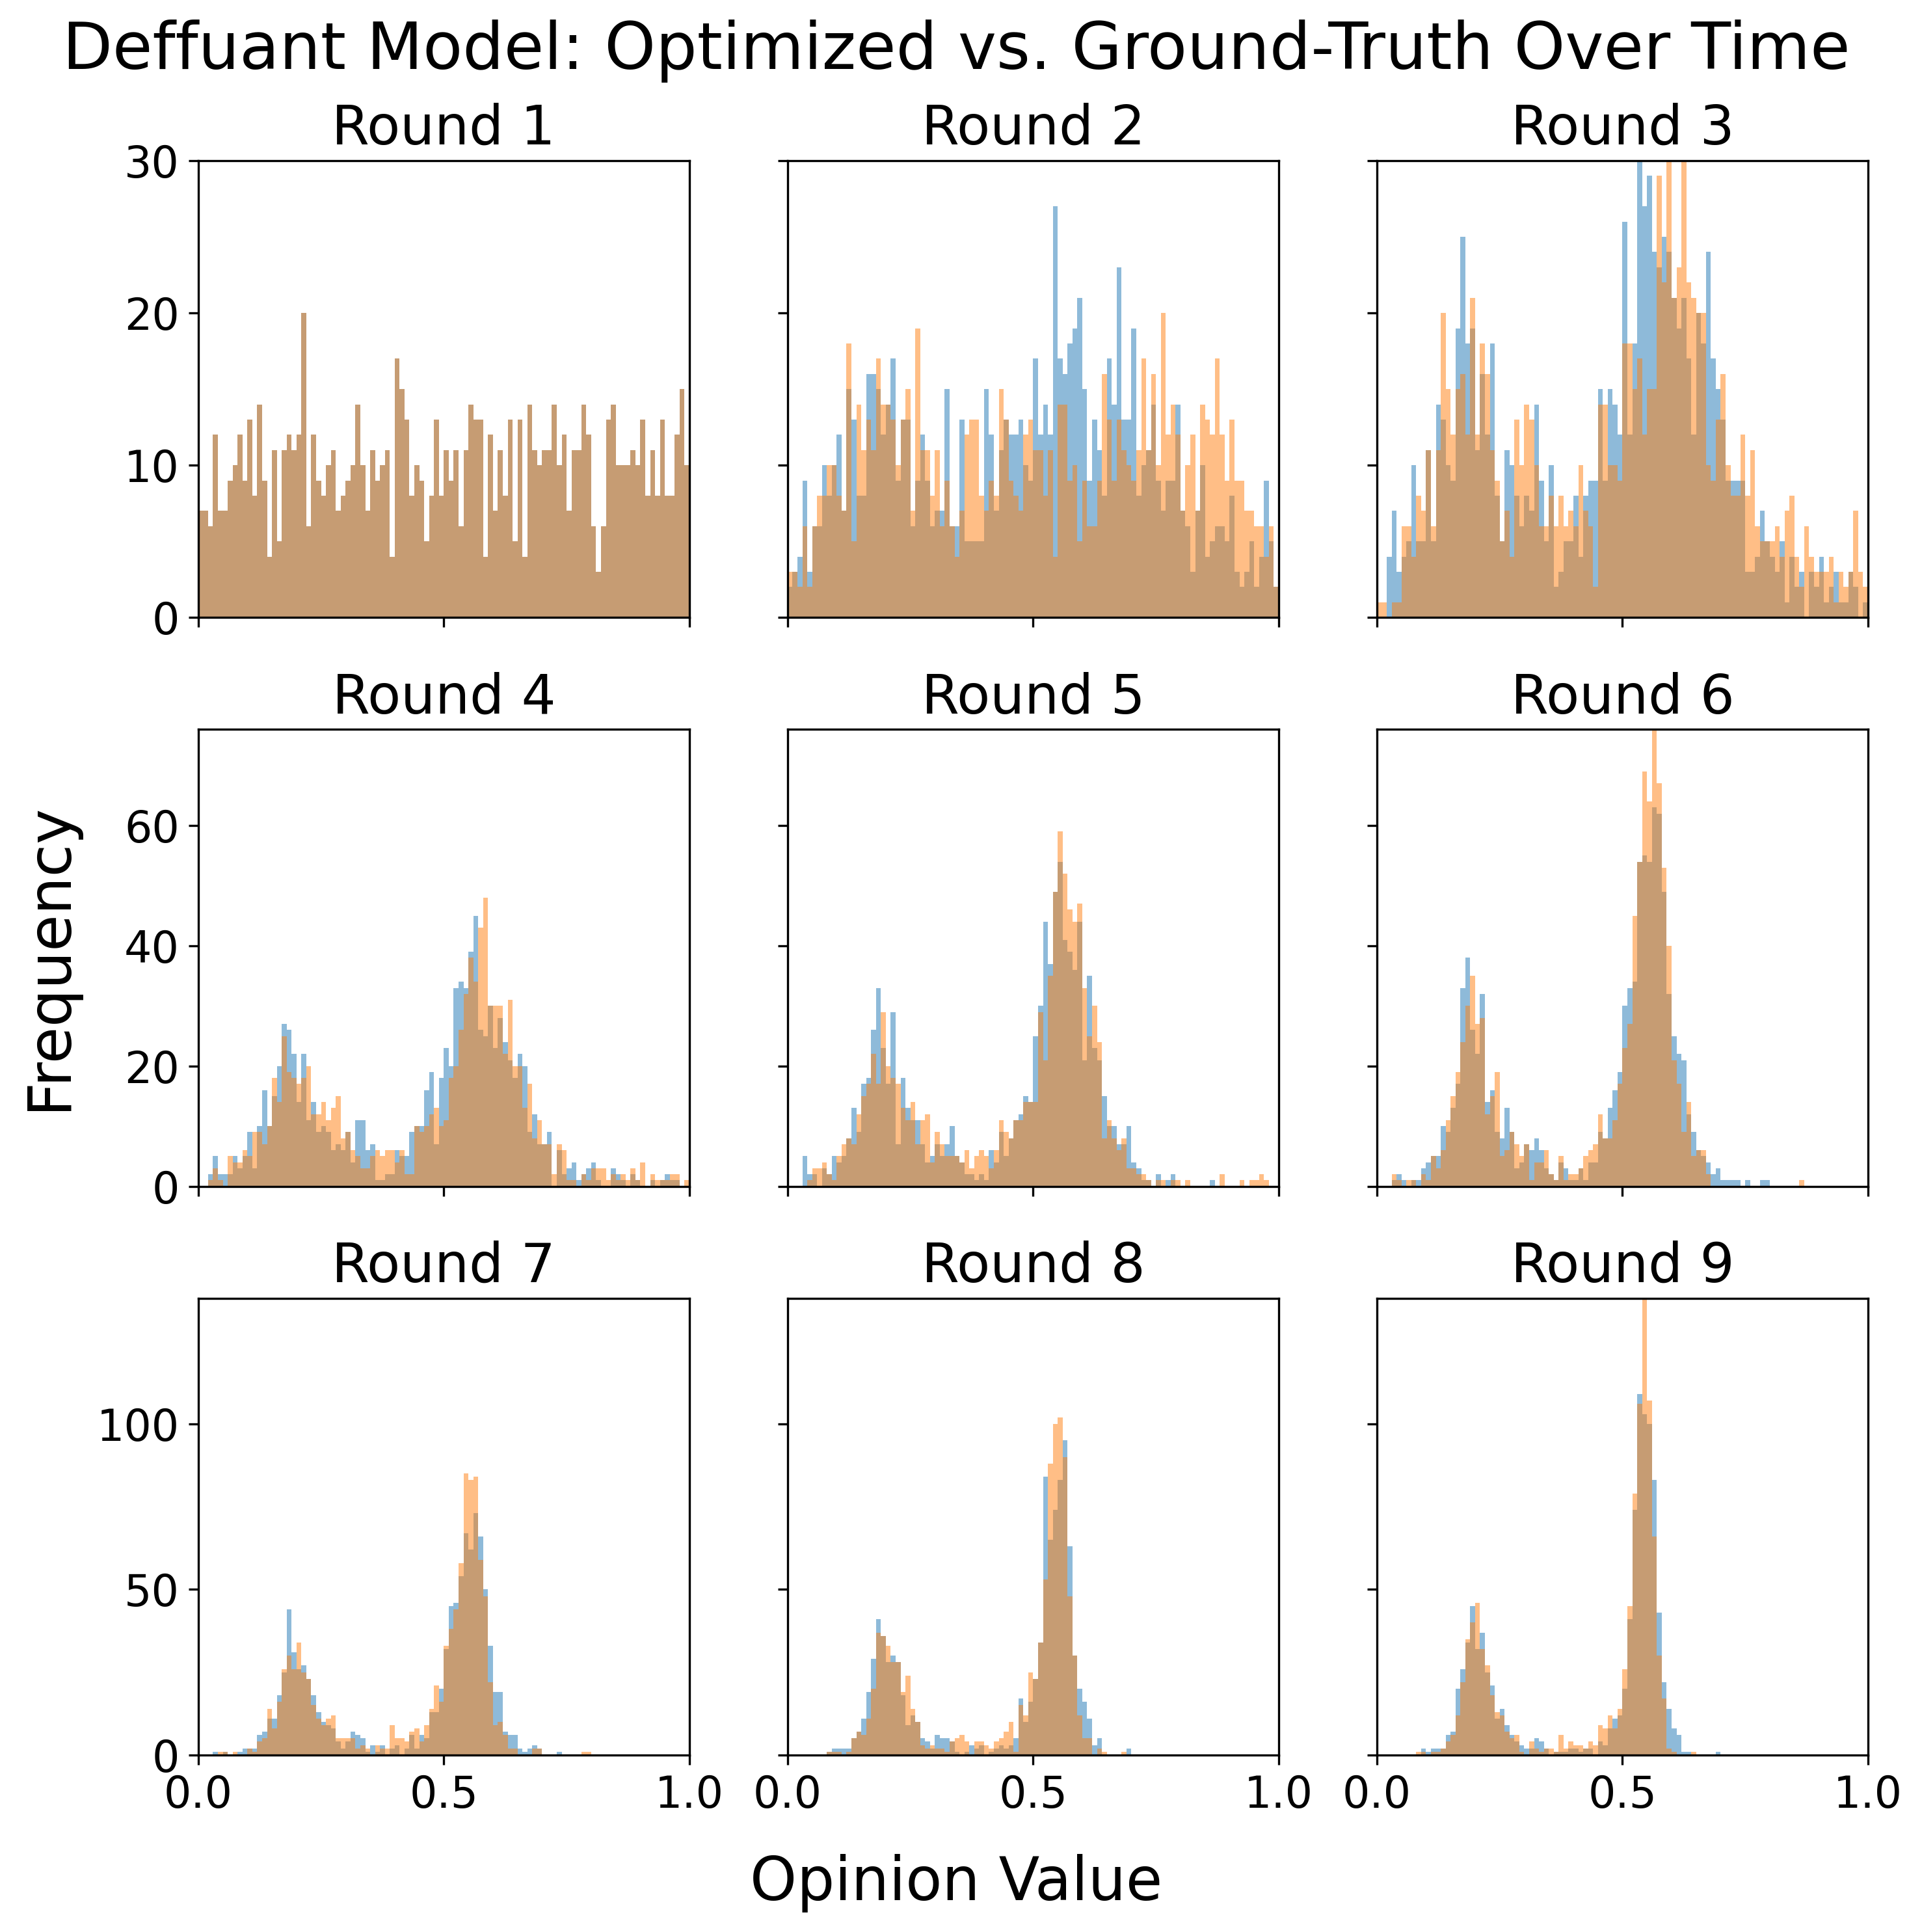 Deffuant Model: Optimized vs. Ground-Truth Over Time
Round 1
Round 2
Round 3
30
20
10
0
Round 4
Round 5
Round 6
Frequency
60
40
20
0
Round 7
Round 8
Round 9
100
50
0
0.0 0.5 1.0
0.0 0.5 1.0
0.0 0.5 1.0
Opinion Value